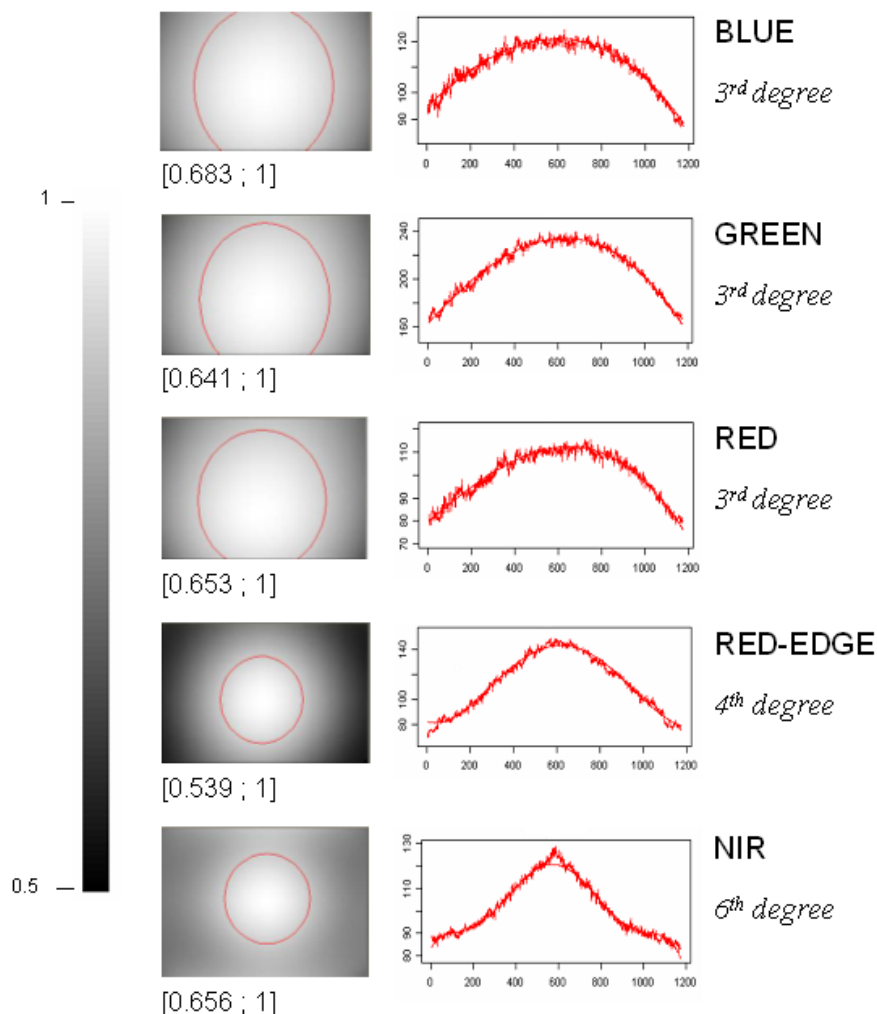 BLUE
3rd degree
120
100
90
0 200 400 600 800 1000 1200
[0.683 ; 1]
1
GREEN
3rd degree
240
200
160
0 200 400 600 800 1000 1200
[0.641 ; 1]
RED
3rd degree
110
90
80
70
0 200 400 600 800 1000 1200
[0.653 ; 1]
RED-EDGE
4th degree
140
100
80
0 200 400 600 800 1000 1200
[0.539 ; 1]
NIR
6th degree
130
110
90
80
0 200 400 600 800 1000 1200
0.5
[0.656 ; 1]